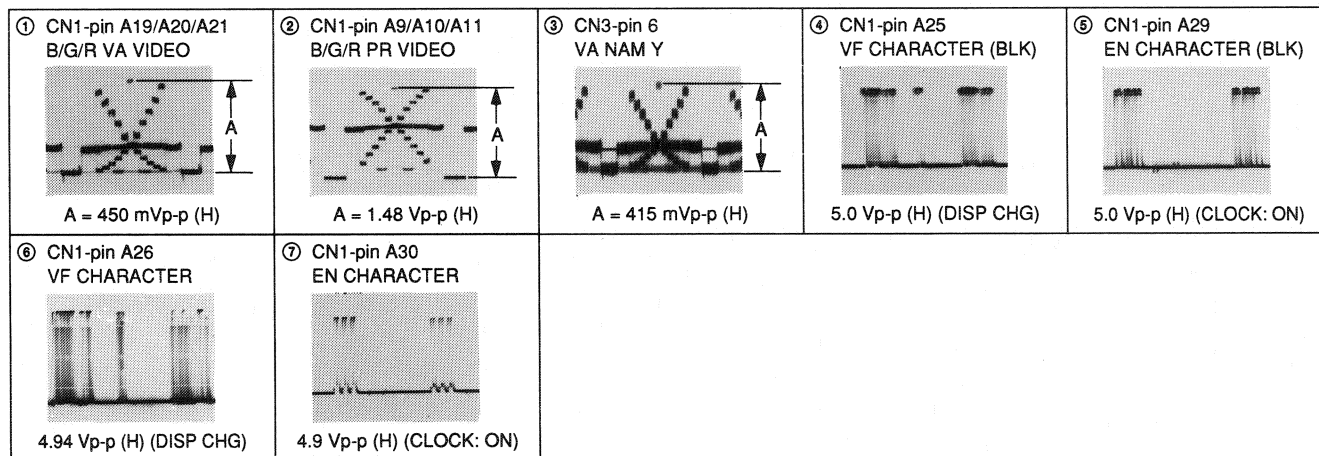 ① CN1-pin A19/A20/A21
B/G/R VA VIDEO
A
A = 450 mVp-p (H)
② CN1-pin A9/A10/A11
B/G/R PR VIDEO
A
A = 1.48 Vp-p (H)
③ CN3-pin 6
VA NAM Y
A
A = 415 mVp-p (H)
④ CN1-pin A25
VF CHARACTER (BLK)
5.0 Vp-p (H) (DISP CHG)
⑤ CN1-pin A29
EN CHARACTER (BLK)
5.0 Vp-p (H) (CLOCK: ON)
⑥ CN1-pin A26
VF CHARACTER
4.94 Vp-p (H) (DISP CHG)
⑦ CN1-pin A30
EN CHARACTER
4.9 Vp-p (H) (CLOCK: ON)